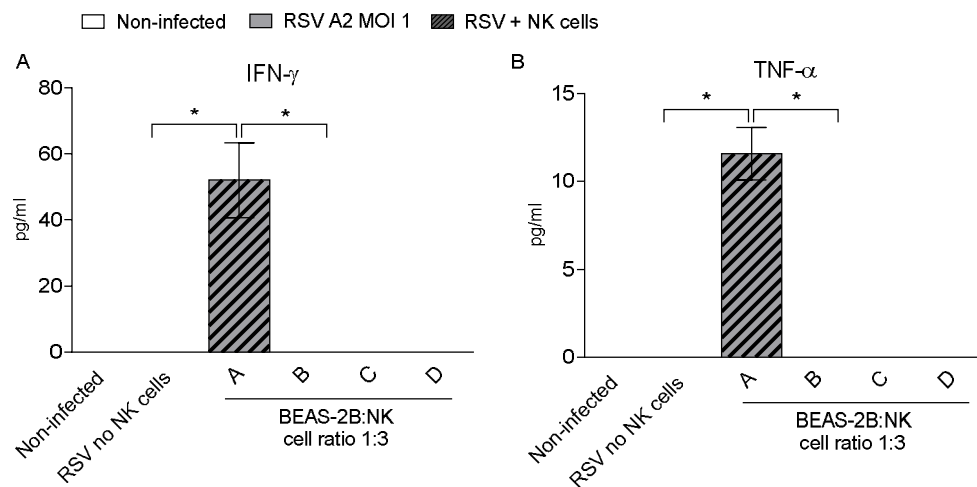 Non-infected RSV A2 MOI 1 RSV + NK cells
A
IFN-γ
80
60
40
20
0
pg/ml
* *
Non-infected
RSV no NK cells
A B C D
BEAS-2B:NK
cell ratio 1:3
B
TNF-α
15
10
5
0
pg/ml
* *
Non-infected
RSV no NK cells
A B C D
BEAS-2B:NK
cell ratio 1:3